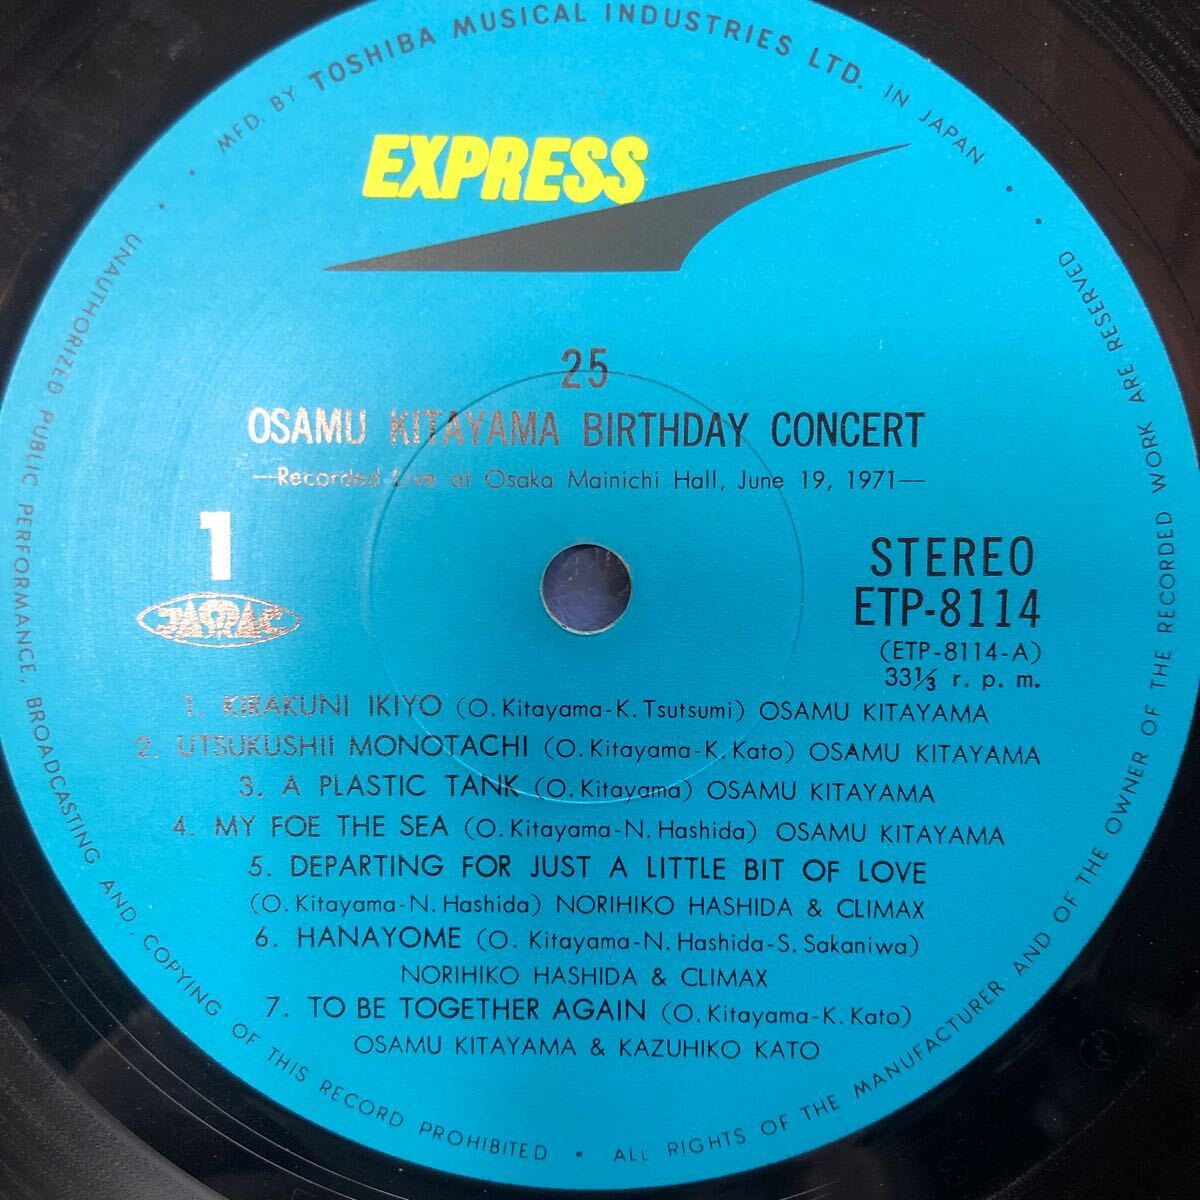 MFD. BY TOSHIBA MUSICAL INDUSTRIES LTD. IN JAPAN
EXPRESS
25
OSAMU KITAYAMA BIRTHDAY CONCERT
—Recorded Live at Osaka Mainichi Hall, June 19, 1971—
1
JASRAC
STEREO
ETP-8114
(ETP-8114-A)
33⅓ r. p. m.
1. KIRAKUNI IKIYO (O. Kitayama-K. Tsutsumi) OSAMU KITAYAMA
2. UTSUKUSHII MONOTACHI (O. Kitayama-K. Kato) OSAMU KITAYAMA
3. A PLASTIC TANK (O. Kitayama) OSAMU KITAYAMA
4. MY FOE THE SEA (O. Kitayama-N. Hashida) OSAMU KITAYAMA
5. DEPARTING FOR JUST A LITTLE BIT OF LOVE
(O. Kitayama-N. Hashida) NORIHIKO HASHIDA & CLIMAX
6. HANAYOME (O. Kitayama-N. Hashida-S. Sakaniwa)
NORIHIKO HASHIDA & CLIMAX
7. TO BE TOGETHER AGAIN (O. Kitayama-K. Kato)
OSAMU KITAYAMA & KAZUHIKO KATO
UNAUTHORIZED PUBLIC PERFORMANCE, BROADCASTING AND, COPYING OF THIS RECORD PROHIBITED • ALL RIGHTS OF THE MANUFACTURER AND OF THE OWNER OF THE RECORDED WORK ARE RESERVED